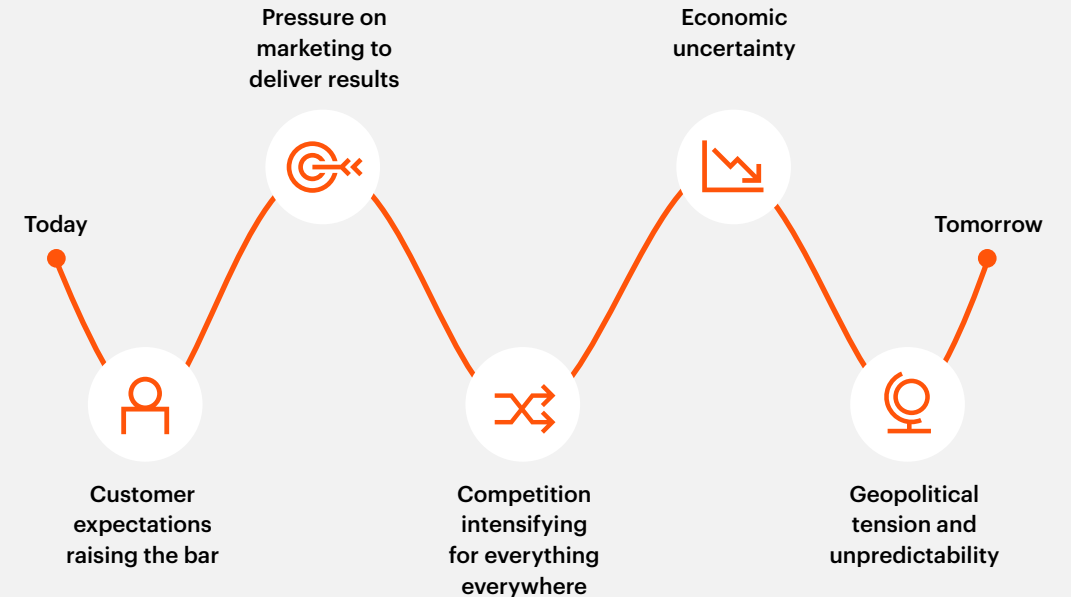 Pressure on
marketing to
deliver results
Economic
uncertainty
Today
Tomorrow
Customer
expectations
raising the bar
Competition
intensifying
for everything
everywhere
Geopolitical
tension and
unpredictability